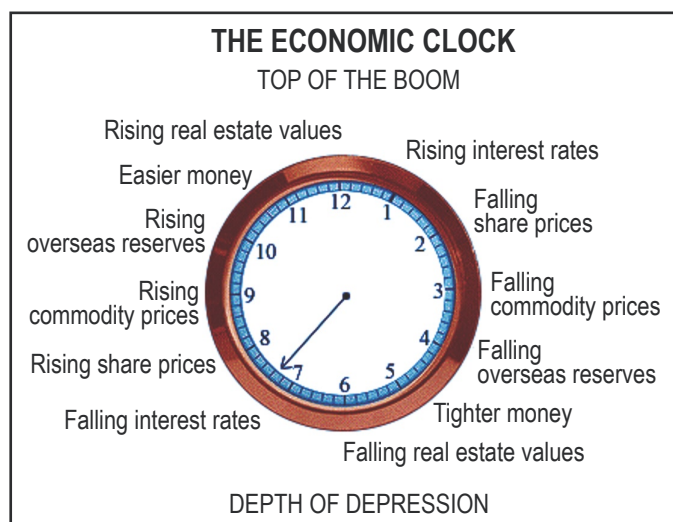 THE ECONOMIC CLOCK
TOP OF THE BOOM
Rising real estate values
Rising interest rates
Easier money
Falling
share prices
Rising
overseas reserves
Falling
commodity prices
Rising
commodity prices
Falling
overseas reserves
Rising share prices
Tighter money
Falling interest rates
Falling real estate values
DEPTH OF DEPRESSION
12
1
2
3
4
5
6
7
8
9
10
11